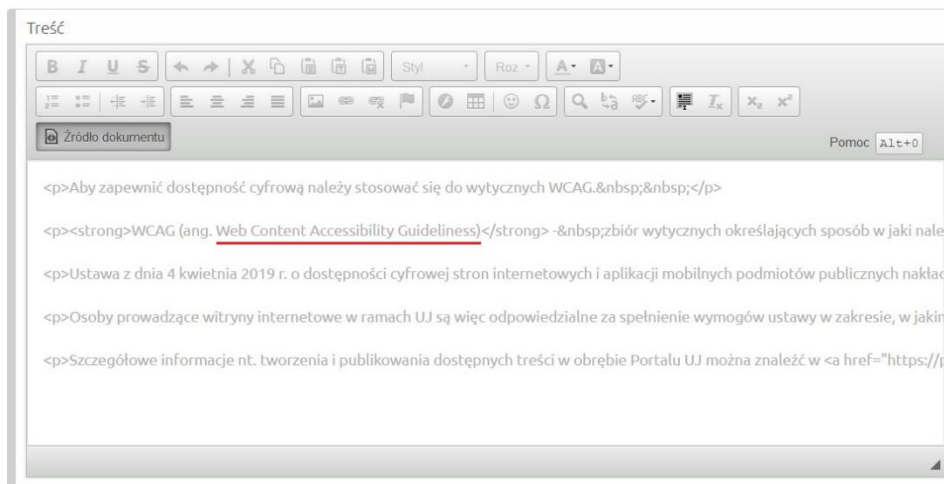 Treść
B I U S Styl Roz A A
Ω ABC I x x₂ x²
Źródło dokumentu Pomoc Alt+0
<p>Aby zapewnić dostępność cyfrową należy stosować się do wytycznych WCAG.&nbsp;&nbsp;</p>
<p><strong>WCAG (ang. Web Content Accessibility Guideliness)</strong> -&nbsp;zbiór wytycznych określających sposób w jaki nale
<p>Ustawa z dnia 4 kwietnia 2019 r. o dostępności cyfrowej stron internetowych i aplikacji mobilnych podmiotów publicznych nakład
<p>Osoby prowadzące witryny internetowe w ramach UJ są więc odpowiedzialne za spełnienie wymogów ustawy w zakresie, w jakim
<p>Szczegółowe informacje nt. tworzenia i publikowania dostępnych treści w obrębie Portalu UJ można znaleźć w <a href="https://p